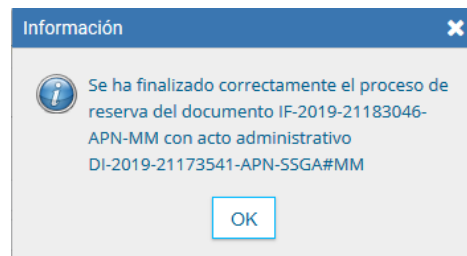 Información
Se ha finalizado correctamente el proceso de
reserva del documento IF-2019-21183046-
APN-MM con acto administrativo
DI-2019-21173541-APN-SSGA#MM
OK